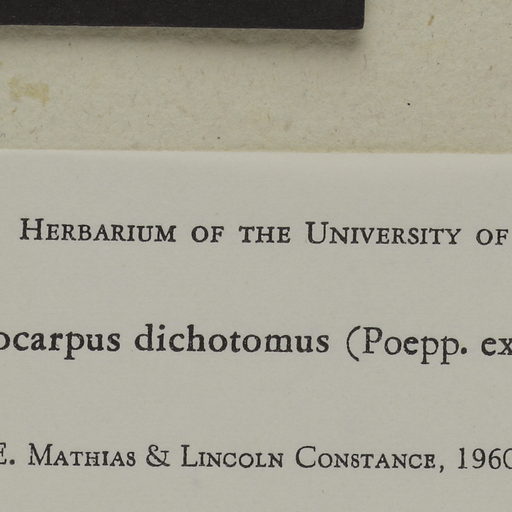 HERBARIUM OF THE UNIVERSITY OF
ocarpus dichotomus (Poepp. ex
E. MATHIAS & LINCOLN CONSTANCE, 1960